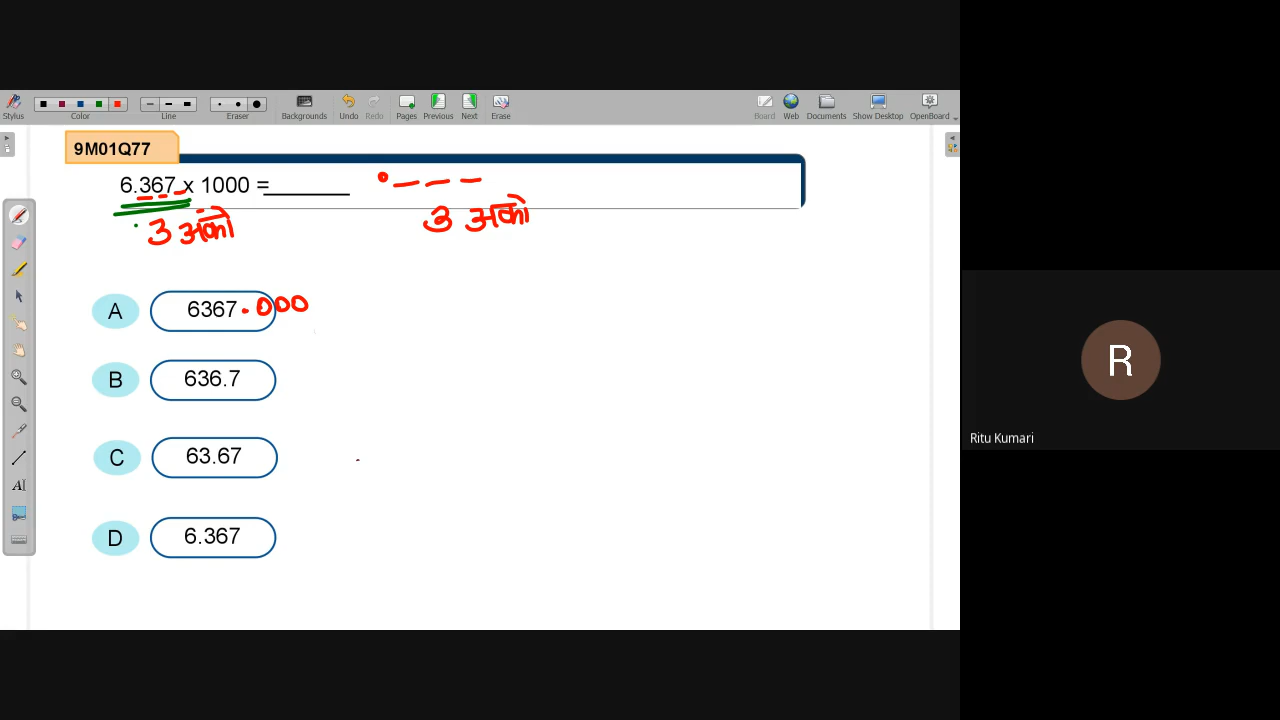 Stylus
Color
Line
Eraser
Backgrounds
Undo
Redo
Pages
Previous
Next
Erase
Board
Web
Documents
Show Desktop
OpenBoard
9M01Q77
6.367 x 1000 =_______
3 अंको
3 अंको
A 6367.000
B 636.7
C 63.67
D 6.367
R
Ritu Kumari